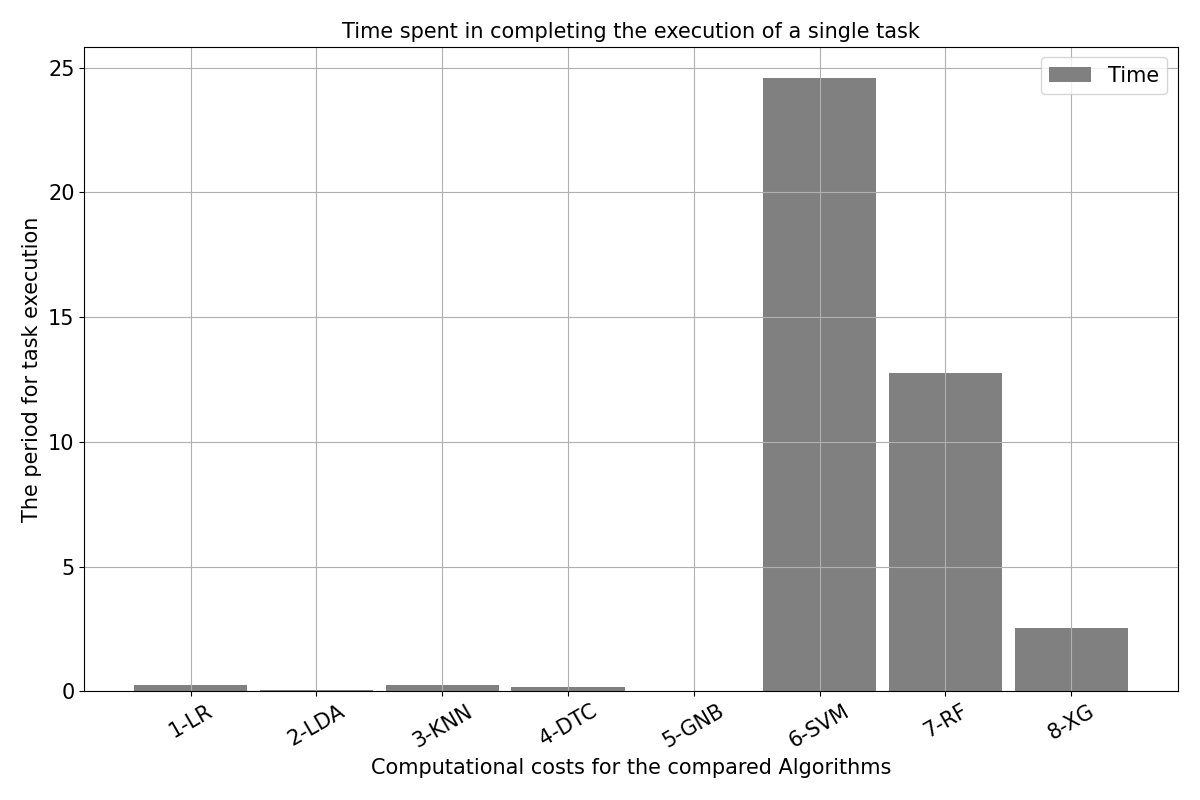 Time spent in completing the execution of a single task
Time
The period for task execution
25
20
15
10
5
0
1-LR
2-LDA
3-KNN
4-DTC
5-GNB
6-SVM
7-RF
8-XG
Computational costs for the compared Algorithms